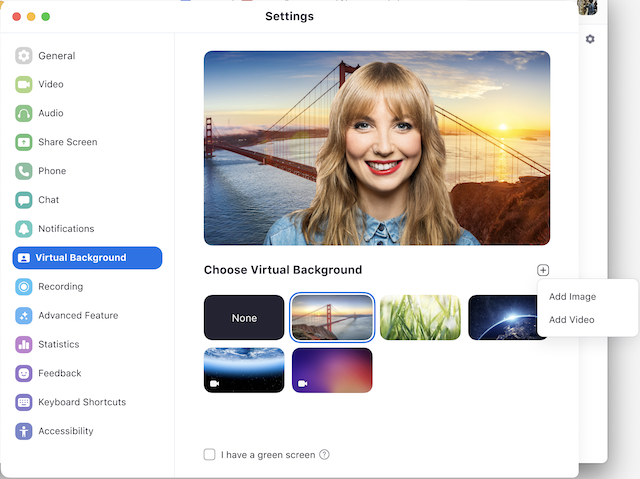 Settings
General
Video
Audio
Share Screen
Phone
Chat
Notifications
Virtual Background
Recording
Advanced Feature
Statistics
Feedback
Keyboard Shortcuts
Accessibility
Choose Virtual Background
Add Image
Add Video
None
I have a green screen ?